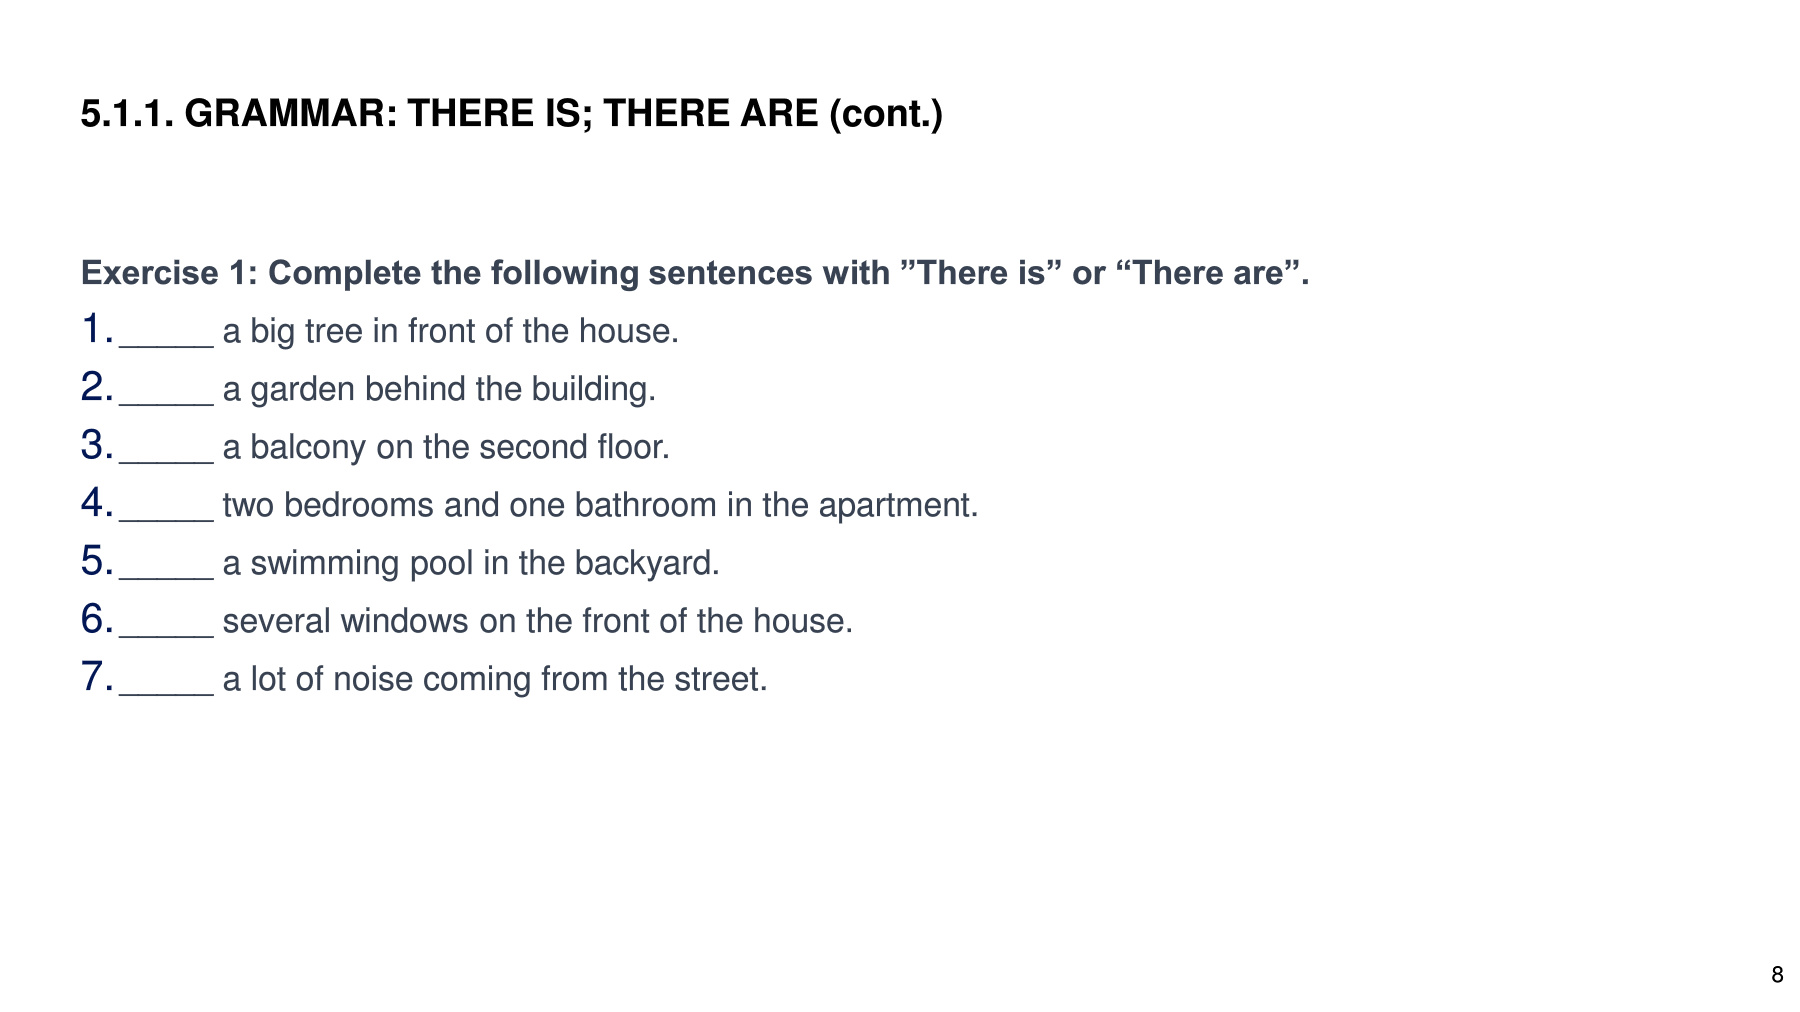 5.1.1. GRAMMAR: THERE IS; THERE ARE (cont.)
Exercise 1: Complete the following sentences with ”There is” or “There are”.
1. _____ a big tree in front of the house.
2. _____ a garden behind the building.
3. _____ a balcony on the second floor.
4. _____ two bedrooms and one bathroom in the apartment.
5. _____ a swimming pool in the backyard.
6. _____ several windows on the front of the house.
7. _____ a lot of noise coming from the street.
8